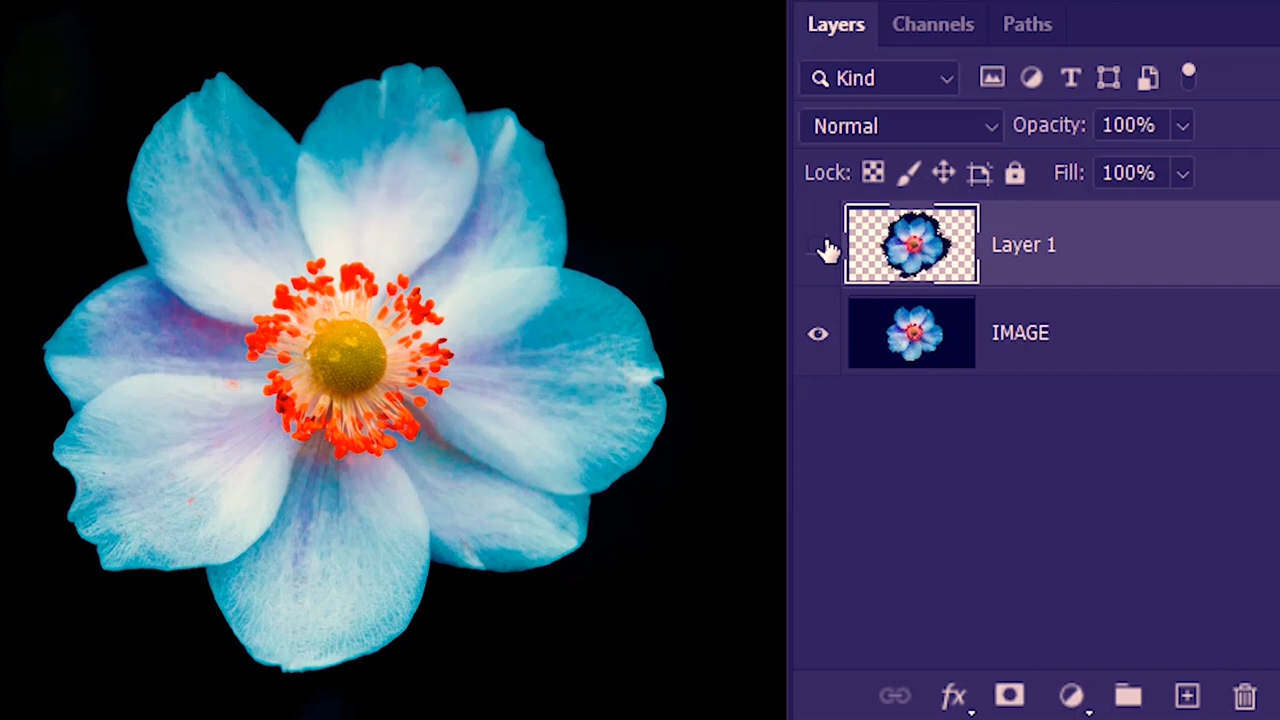 Layers Channels Paths
Kind
Normal Opacity: 100%
Lock: Fill: 100%
Layer 1
IMAGE
fx